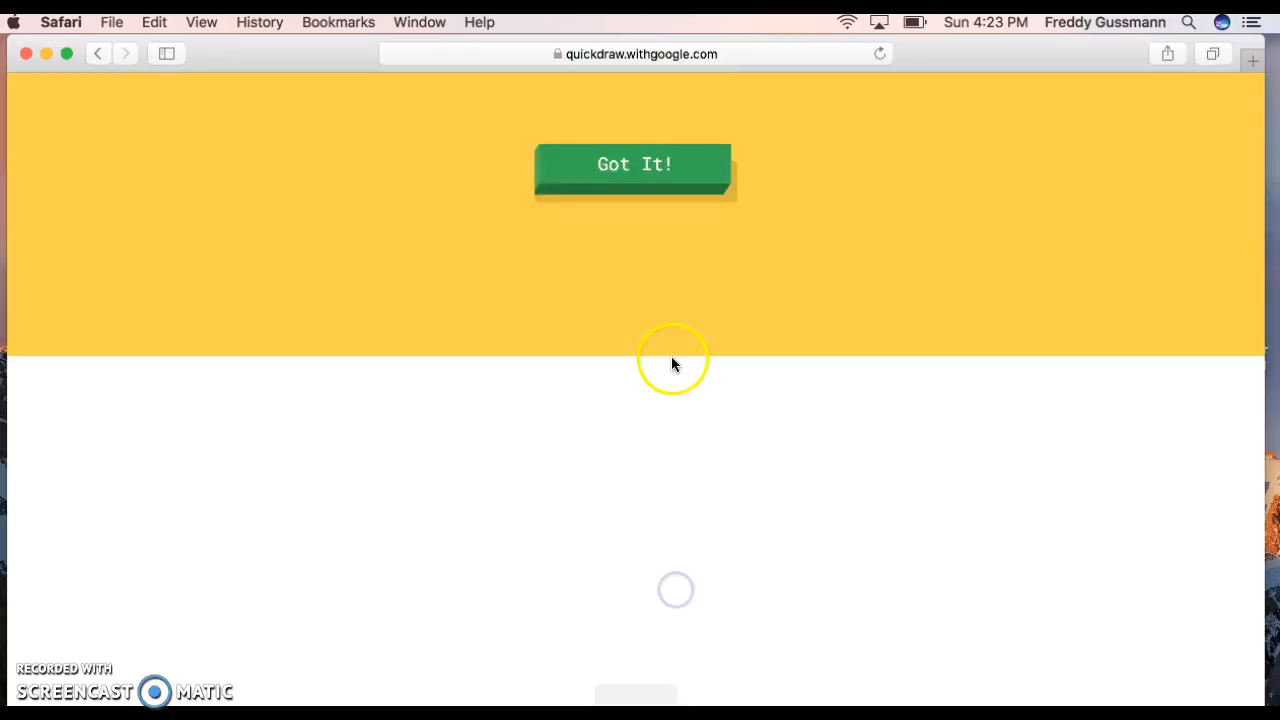 Safari File Edit View History Bookmarks Window Help Sun 4:23 PM Freddy Gussmann
quickdraw.withgoogle.com
Got It!
RECORDED WITH
SCREENCAST MATIC